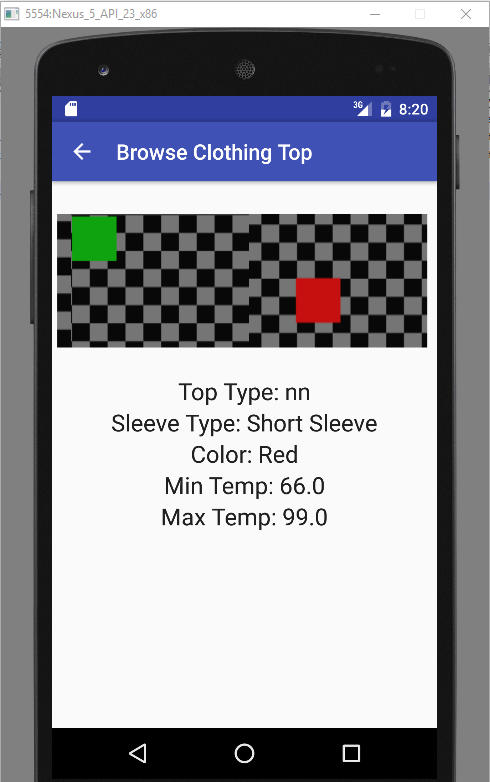 5554:Nexus_5_API_23_x86
3G 8:20
Browse Clothing Top
Top Type: nn
Sleeve Type: Short Sleeve
Color: Red
Min Temp: 66.0
Max Temp: 99.0